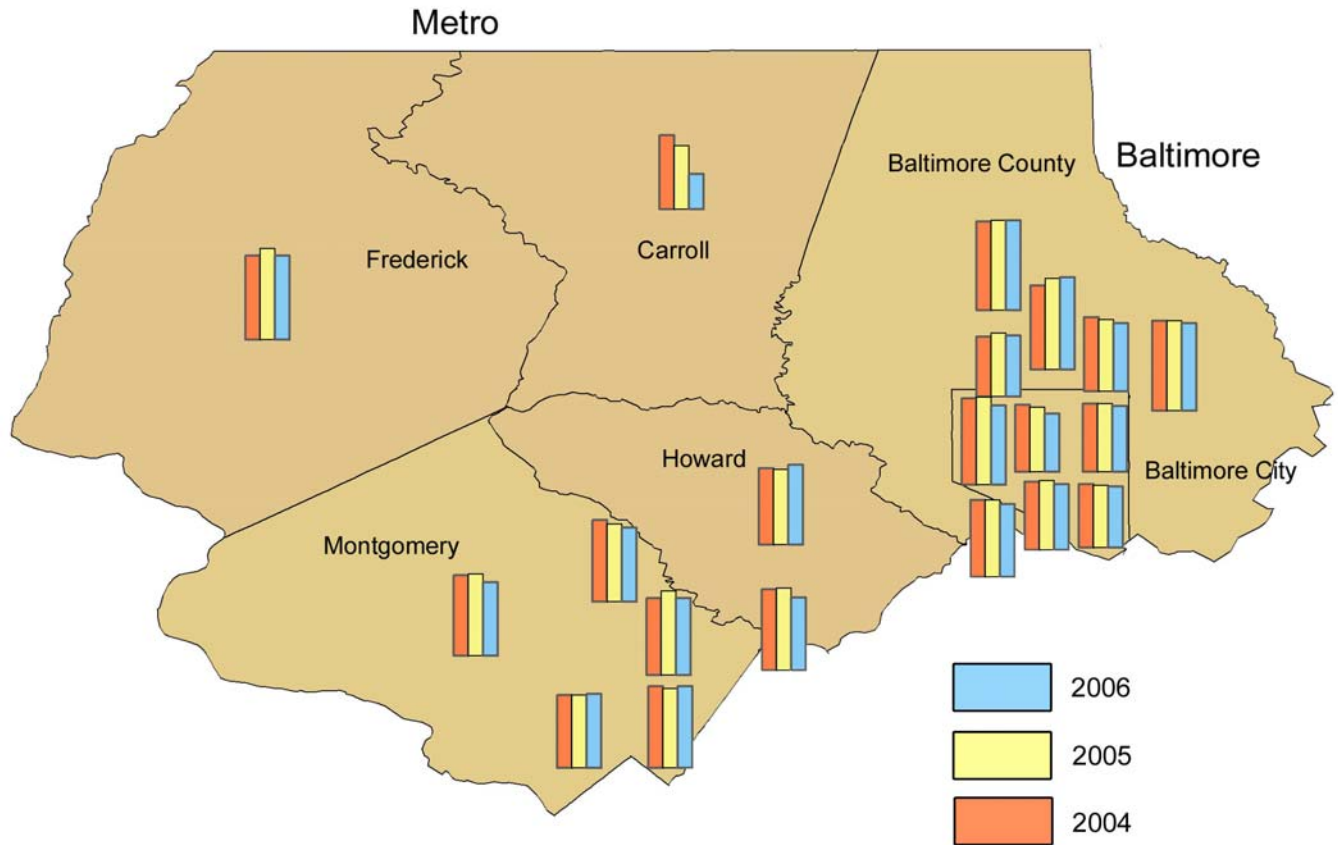 Metro
Baltimore
Baltimore County
Frederick
Carroll
Howard
Baltimore City
Montgomery
2006
2005
2004